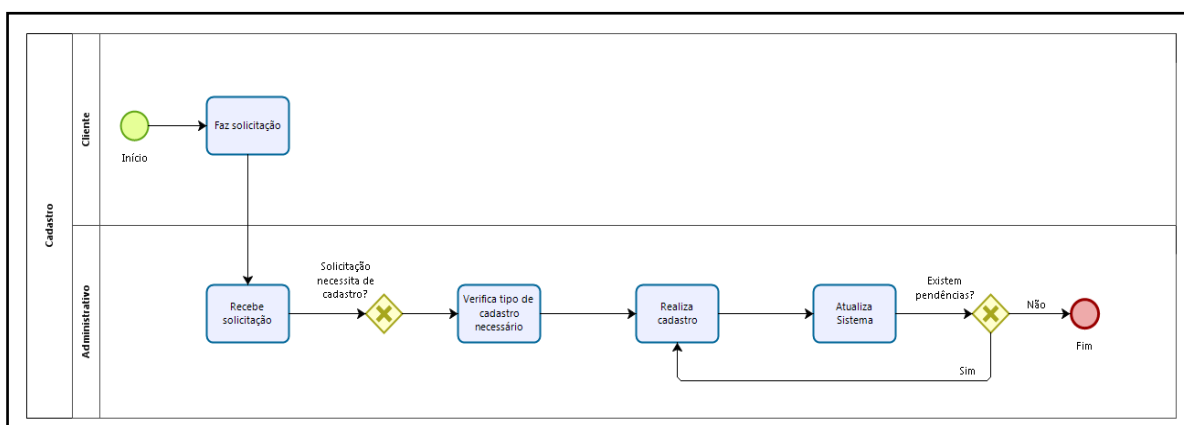 Cadastro
Cliente
Início
Faz solicitação
Administrativo
Recebe
solicitação
Solicitação
necessita de
cadastro?
Verifica tipo de
cadastro
necessário
Realiza
cadastro
Atualiza
Sistema
Existem
pendências?
Não
Sim
Fim